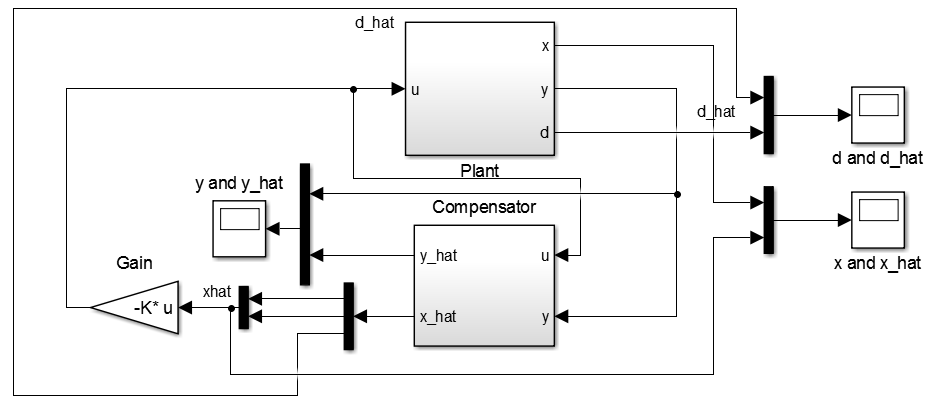 d_hat
x
u
y
d_hat
d
d and d_hat
Plant
y and y_hat
Compensator
y_hat
u
x and x_hat
Gain
xhat
-K* u
x_hat
y